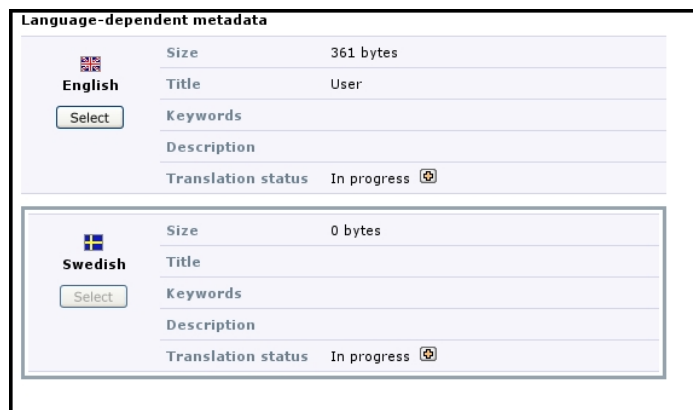 Language-dependent metadata
Size 361 bytes
English Title User
Select Keywords
Description
Translation status In progress
Size 0 bytes
Swedish Title
Select Keywords
Description
Translation status In progress